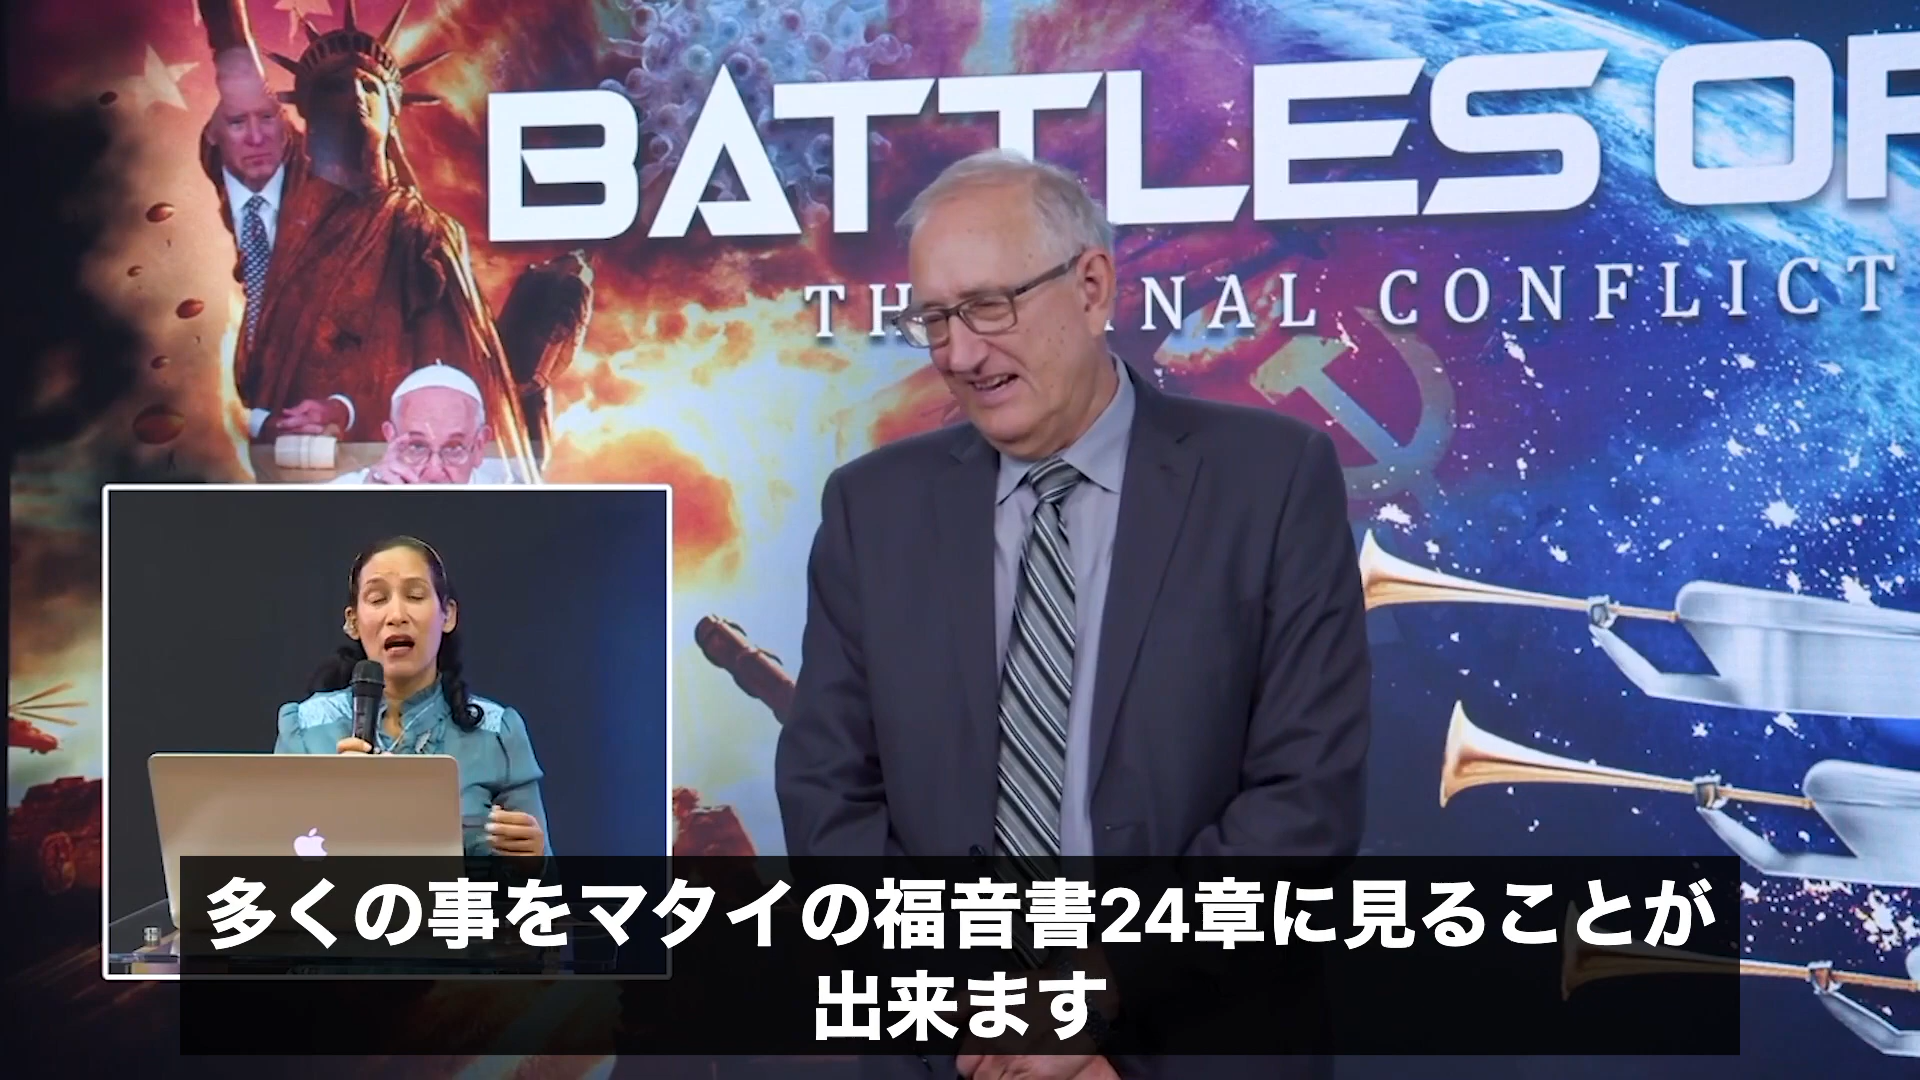 BATTLES OF
THE FINAL CONFLICT
多くの事をマタイの福音書24章に見ることが
出来ます